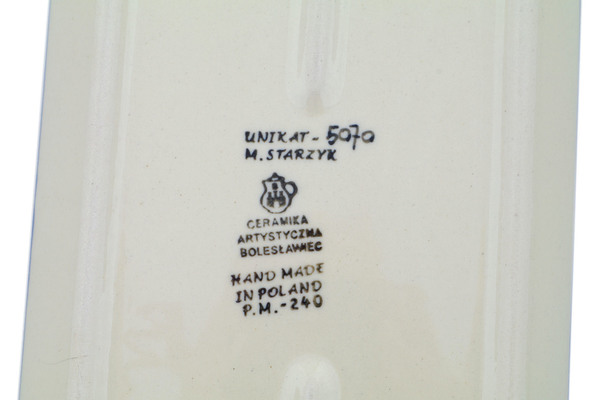 UNIKAT - 5070
M. STARZYK
CERAMIKA
ARTYSTYCZNA
BOLESŁAWIEC
HAND MADE
IN POLAND
P.M.-240